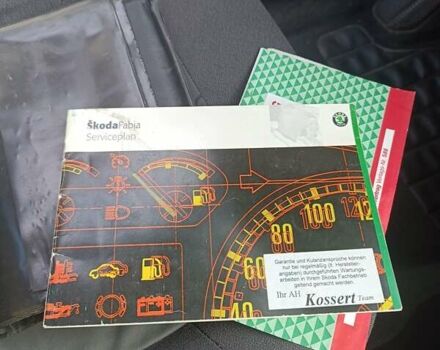 ŠkodaFabia
Serviceplan
60
80
100
120
Garantie und Kulanzansprüche können
nur bei regelmäßig (lt. Hersteller-
angaben) durchgeführten Wartungs-
arbeiten in Ihrem Skoda Fachbetrieb
geltend gemacht werden.
Ihr AH Kossert Team